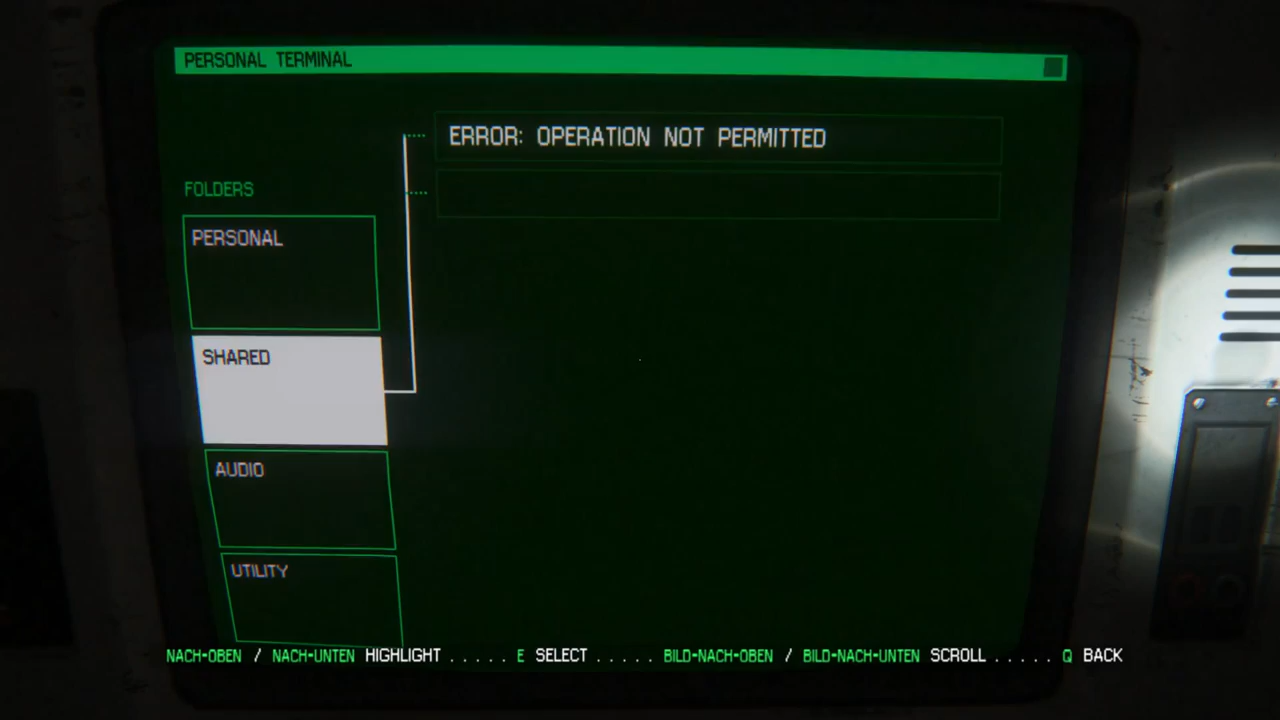 PERSONAL TERMINAL
ERROR: OPERATION NOT PERMITTED
FOLDERS
PERSONAL
SHARED
AUDIO
UTILITY
NACH-OBEN / NACH-UNTEN HIGHLIGHT ..... E SELECT ..... BILD-NACH-OBEN / BILD-NACH-UNTEN SCROLL ..... Q BACK